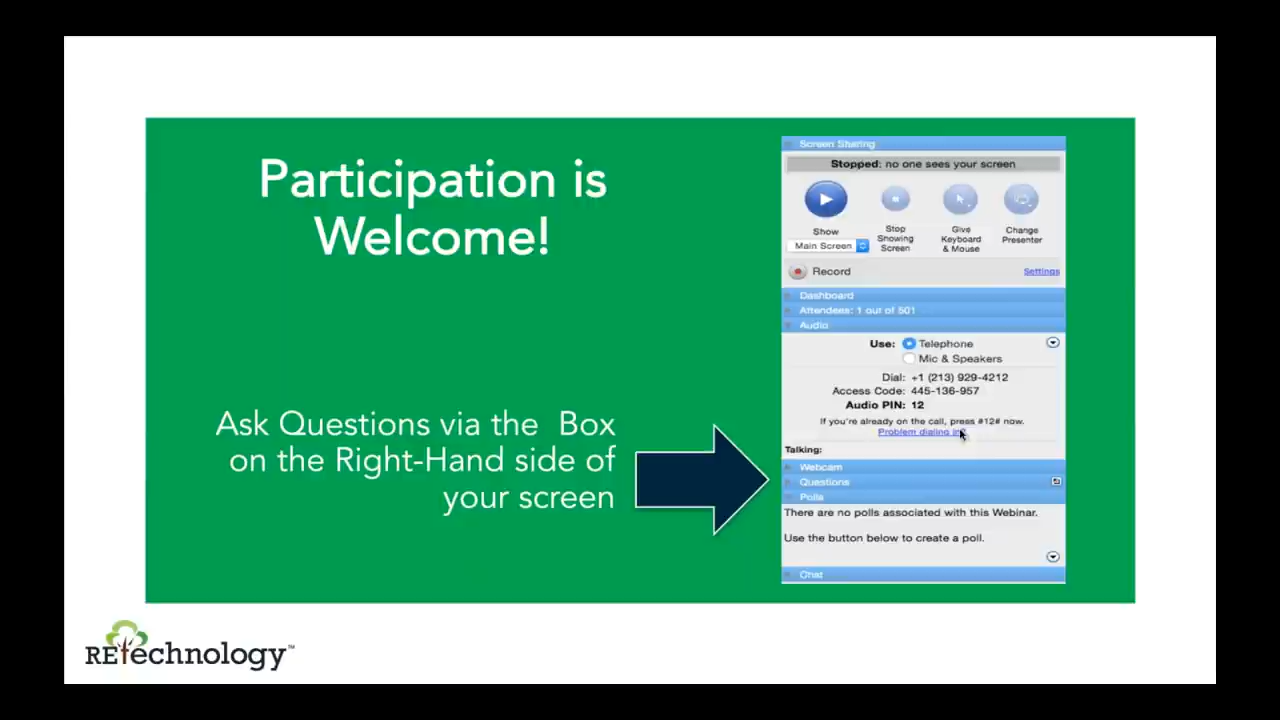 Participation is
Welcome!
Ask Questions via the Box
on the Right-Hand side of
your screen
Screen Sharing
Stopped: no one sees your screen
Show
Main Screen
Stop
Showing
Screen
Give
Keyboard
& Mouse
Change
Presenter
Record
Settings
Dashboard
Attendees: 1 out of 501
Audio
Use: Telephone
Mic & Speakers
Dial: +1 (213) 929-4212
Access Code: 445-136-957
Audio PIN: 12
If you're already on the call, press #12# now.
Problem dialing in?
Talking:
Webcam
Questions
Polls
There are no polls associated with this Webinar.
Use the button below to create a poll.
Chat
RETechnology™